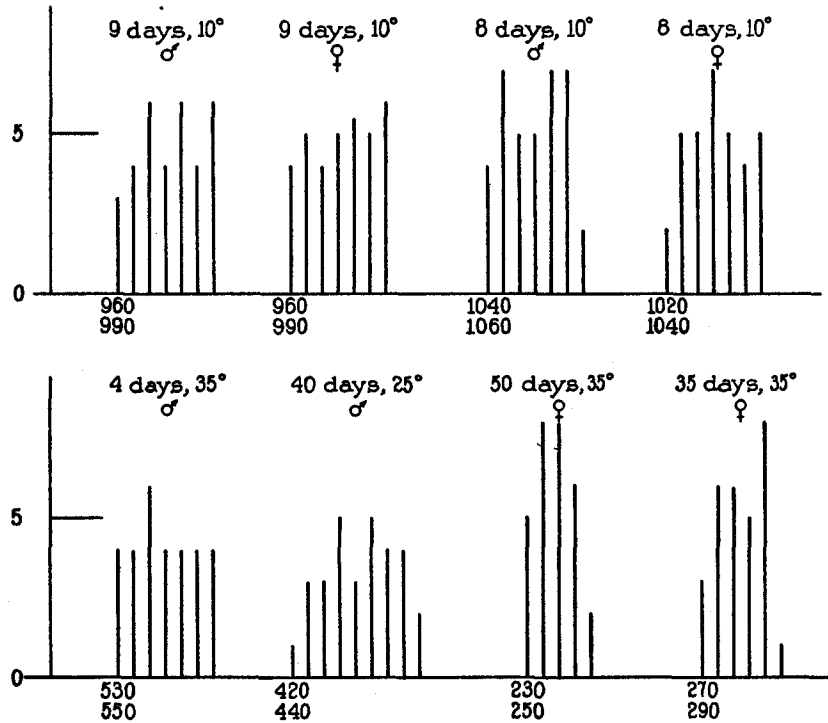 9 days, 10° 9 days, 10° 8 days, 10° 8 days, 10°
♂ ♀ ♂ ♀
5
0
960 960 1040 1020
990 990 1060 1040
4 days, 35° 40 days, 25° 50 days, 35° 35 days, 35°
♂ ♂ ♀ ♀
5
0
530 420 230 270
550 440 250 290